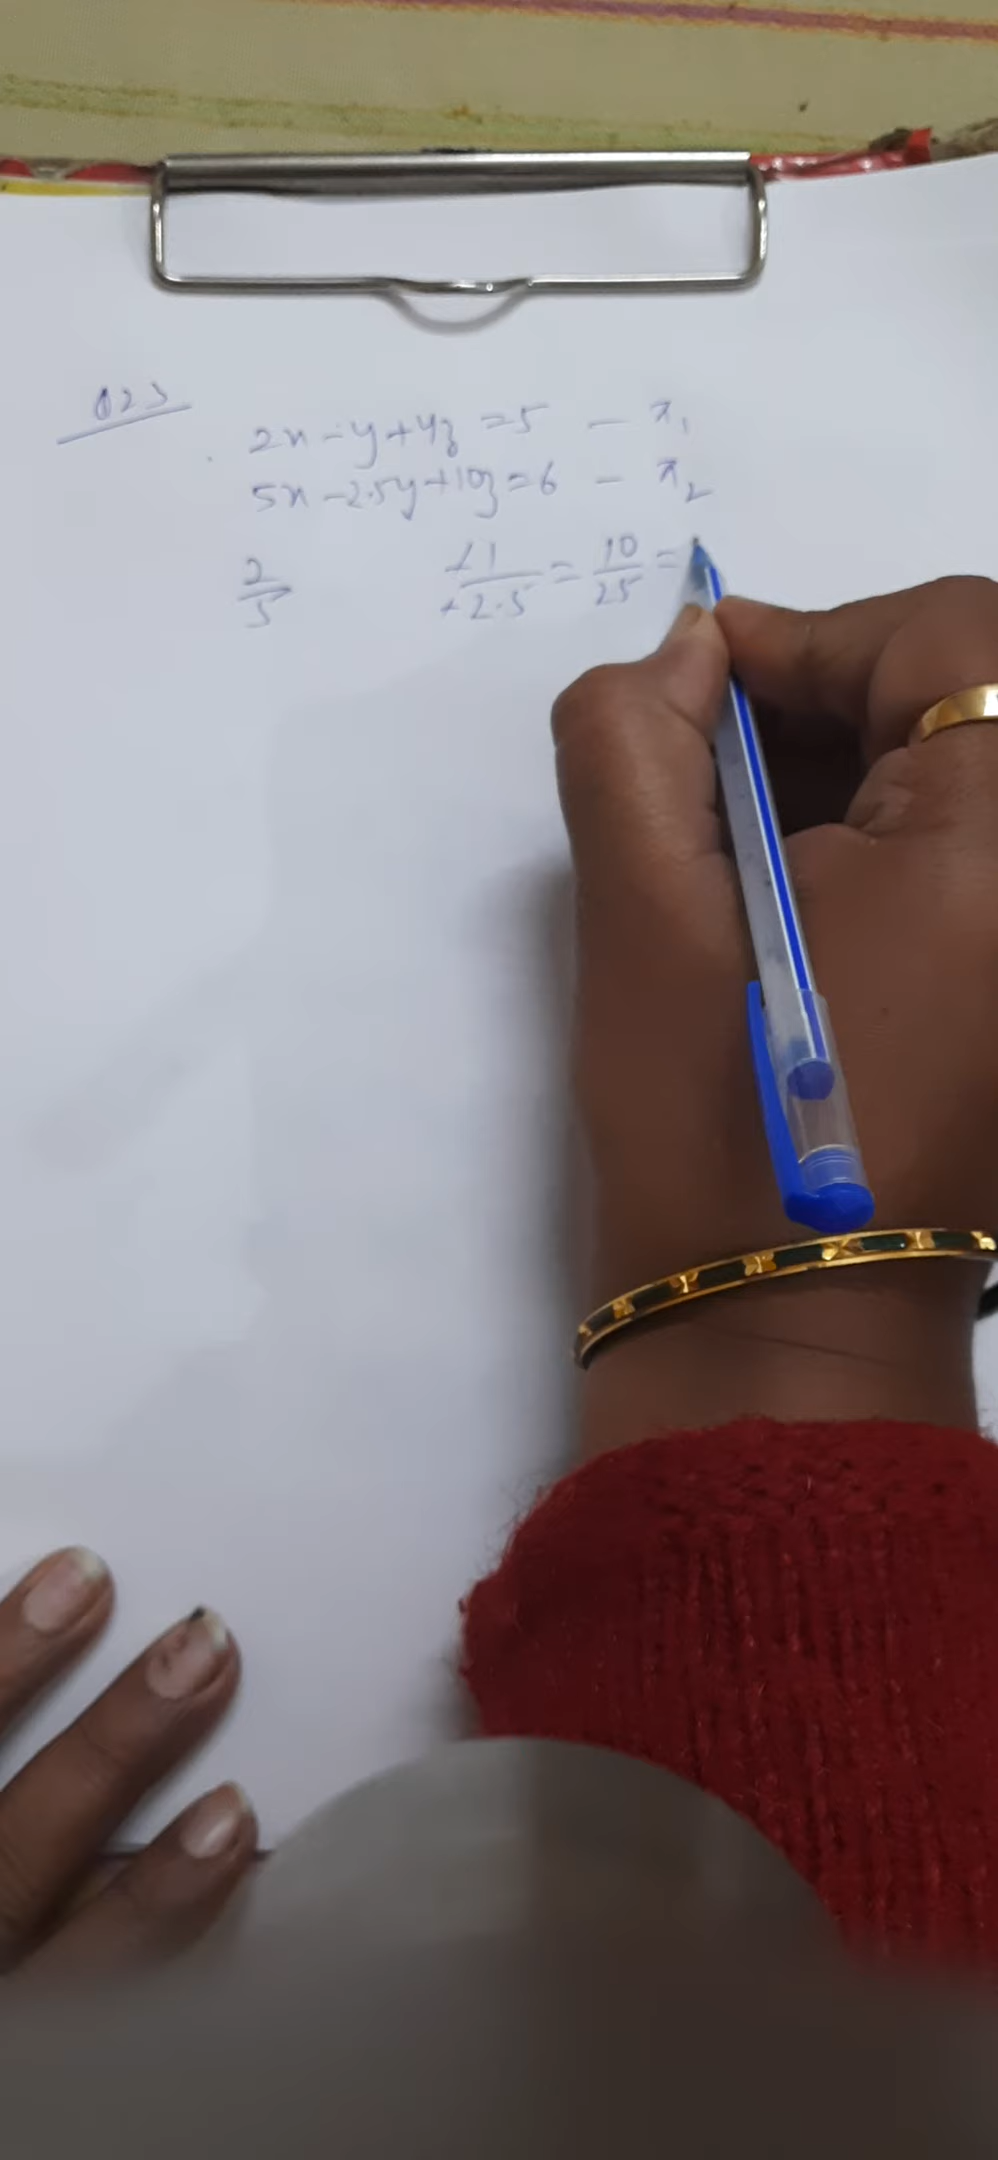 Q23.
2x - y + 4z = 5 - π₁
5x - 2.5y + 10z = 6 - π₂
2/5 -1/-2.5 = 10/25 =